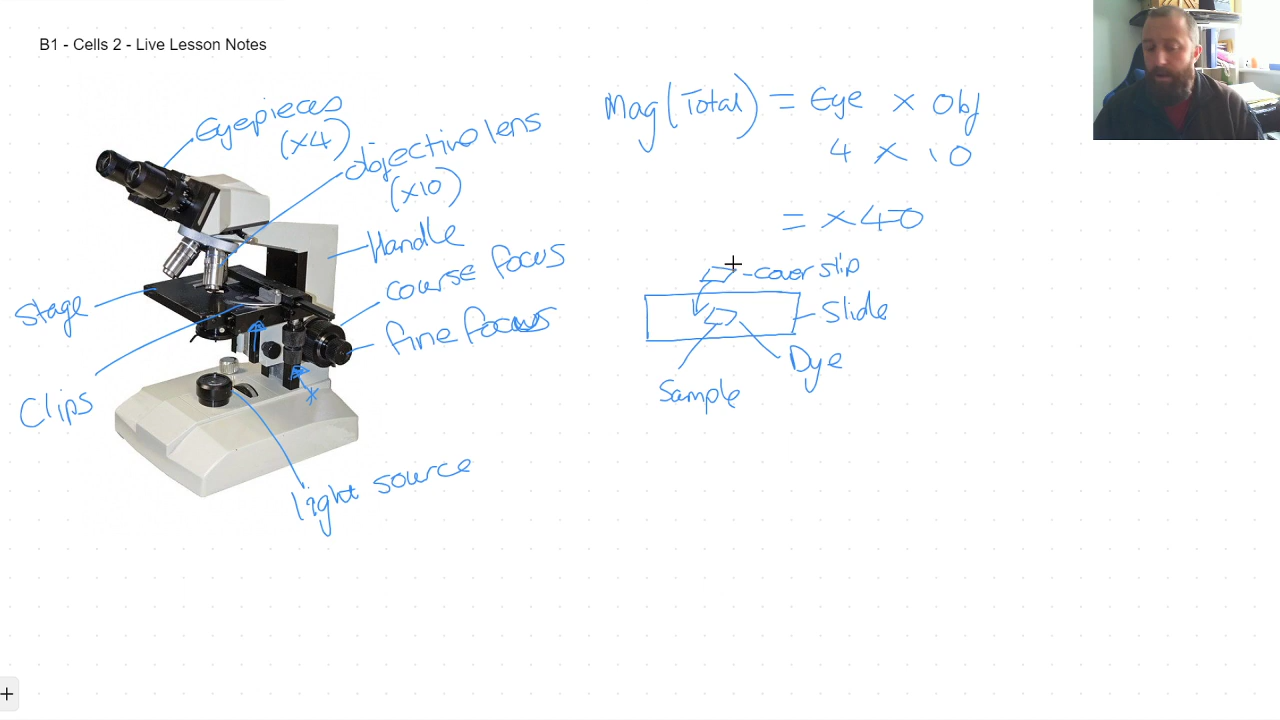 B1 - Cells 2 - Live Lesson Notes
Eyepieces
(x4)
Objective lens
(x10)
Handle
course focus
fine focus
Stage
Clips
light source
Mag (Total) = Eye x Obj
4 x 10
= x40
-cover slip
Slide
Dye
Sample